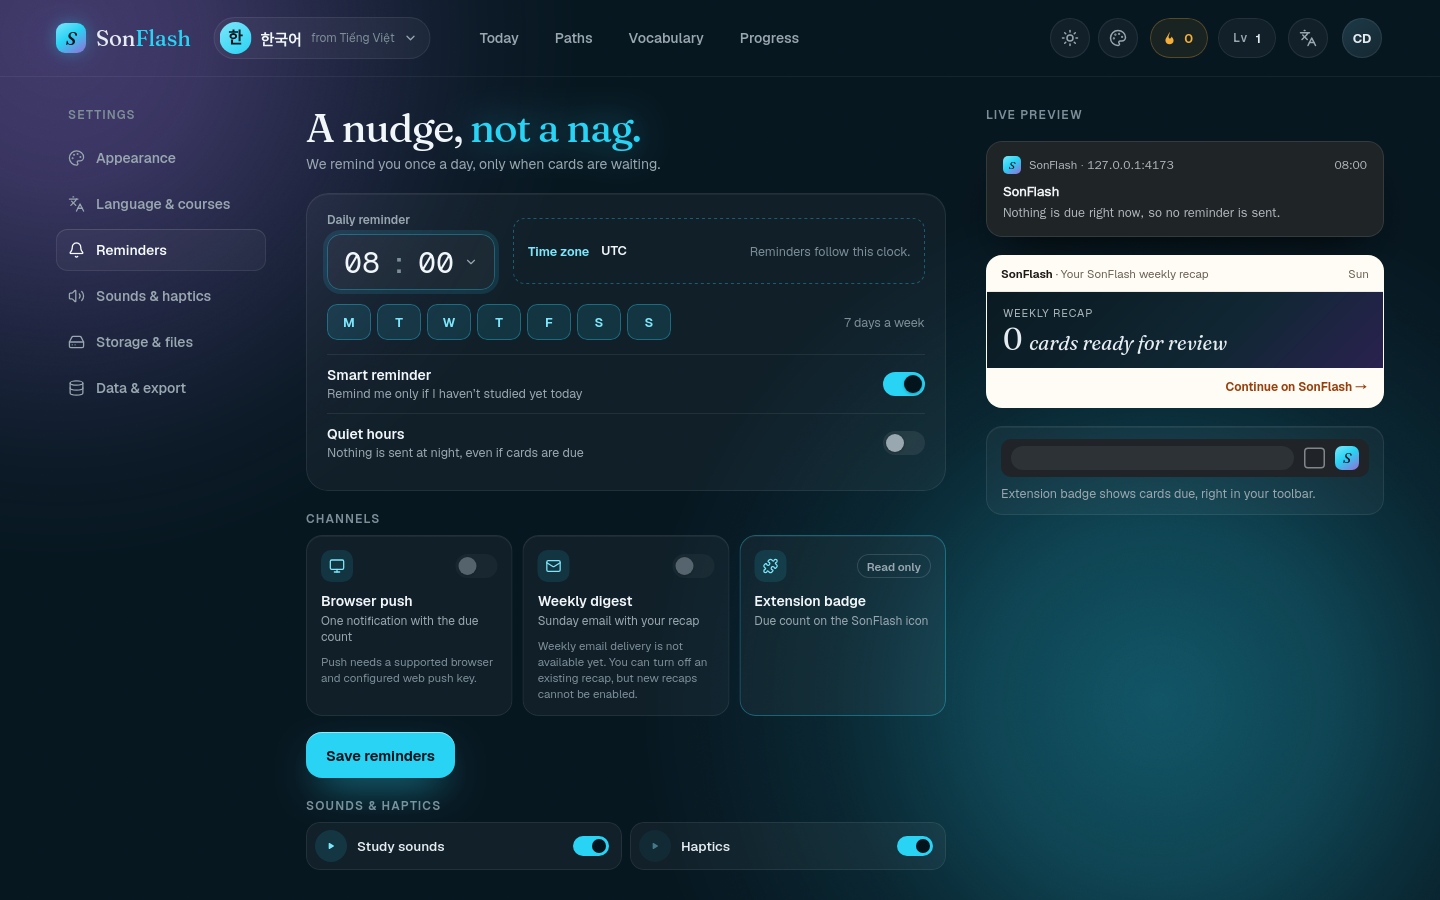 S SonFlash
한 한국어 from Tiếng Việt
Today
Paths
Vocabulary
Progress
0
Lv 1
CD
SETTINGS
Appearance
Language & courses
Reminders
Sounds & haptics
Storage & files
Data & export
A nudge, not a nag.
We remind you once a day, only when cards are waiting.
Daily reminder
08 : 00
Time zone UTC
Reminders follow this clock.
M T W T F S S
7 days a week
Smart reminder
Remind me only if I haven't studied yet today
Quiet hours
Nothing is sent at night, even if cards are due
CHANNELS
Browser push
One notification with the due
count
Push needs a supported browser
and configured web push key.
Weekly digest
Sunday email with your recap
Weekly email delivery is not
available yet. You can turn off an
existing recap, but new recaps
cannot be enabled.
Read only
Extension badge
Due count on the SonFlash icon
Save reminders
SOUNDS & HAPTICS
Study sounds
Haptics
LIVE PREVIEW
S SonFlash · 127.0.0.1:4173 08:00
SonFlash
Nothing is due right now, so no reminder is sent.
SonFlash · Your SonFlash weekly recap Sun
WEEKLY RECAP
0 cards ready for review
Continue on SonFlash →
S
Extension badge shows cards due, right in your toolbar.